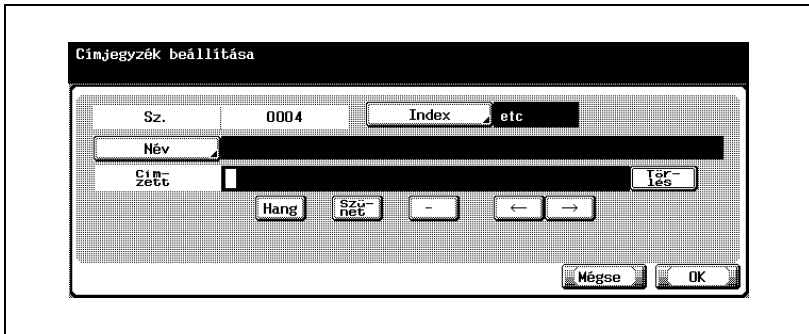 Címjegyzék beállítása
Sz. 0004 Index etc
Név
Cím-
zett
Tör-
lés
Hang Szü-
net - ← →
Mégse OK